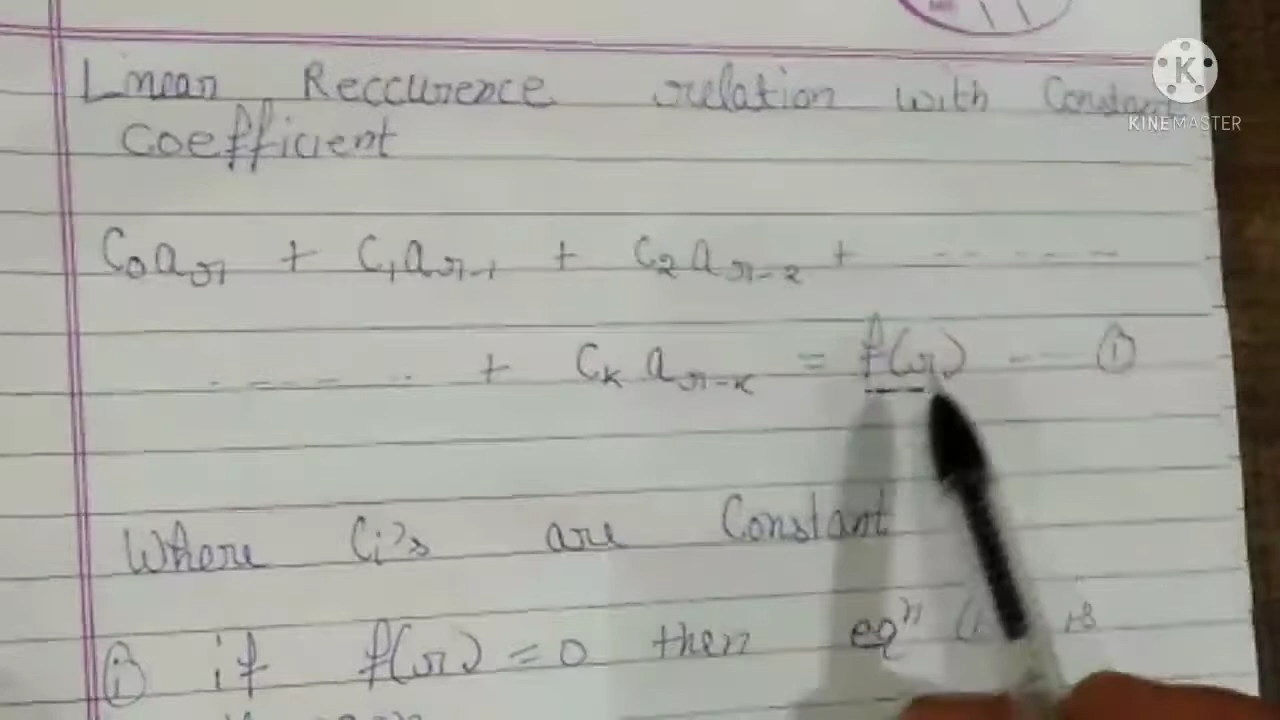 Linear Reccurence relation with Constant
Coefficient
C₀aᵣ + C₁aᵣ₋₁ + C₂aᵣ₋₂ + -- -- -- --
- - - - - - + Cₖ aᵣ₋ₖ = f(r) --- ①
Where Cᵢ's are Constant
ⓘ if f(r) = 0 then eqⁿ is
K
KINEMASTER